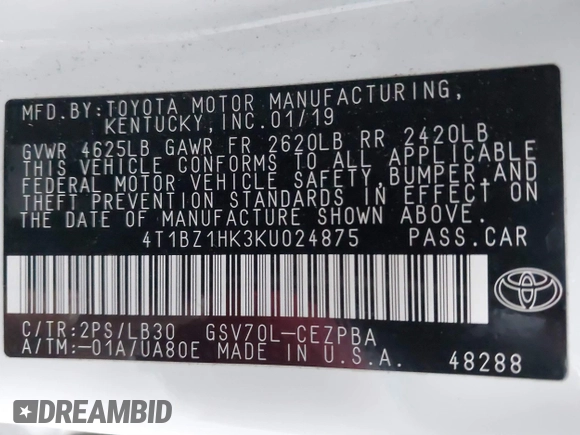 MFD.BY:TOYOTA MOTOR MANUFACTURING,
KENTUCKY,INC.01/19
GVWR 4625LB GAWR FR 2620LB RR 2420LB
THIS VEHICLE CONFORMS TO ALL APPLICABLE
FEDERAL MOTOR VEHICLE SAFETY,BUMPER,AND
THEFT PREVENTION STANDARDS IN EFFECT ON
THE DATE OF MANUFACTURE SHOWN ABOVE.
4T1BZ1HK3KU024875 PASS.CAR
C/TR:2PS/LB30 GSV70L-CEZPBA
A/TM:-01A/UA80E MADE IN U.S.A. 48288
DREAMBID